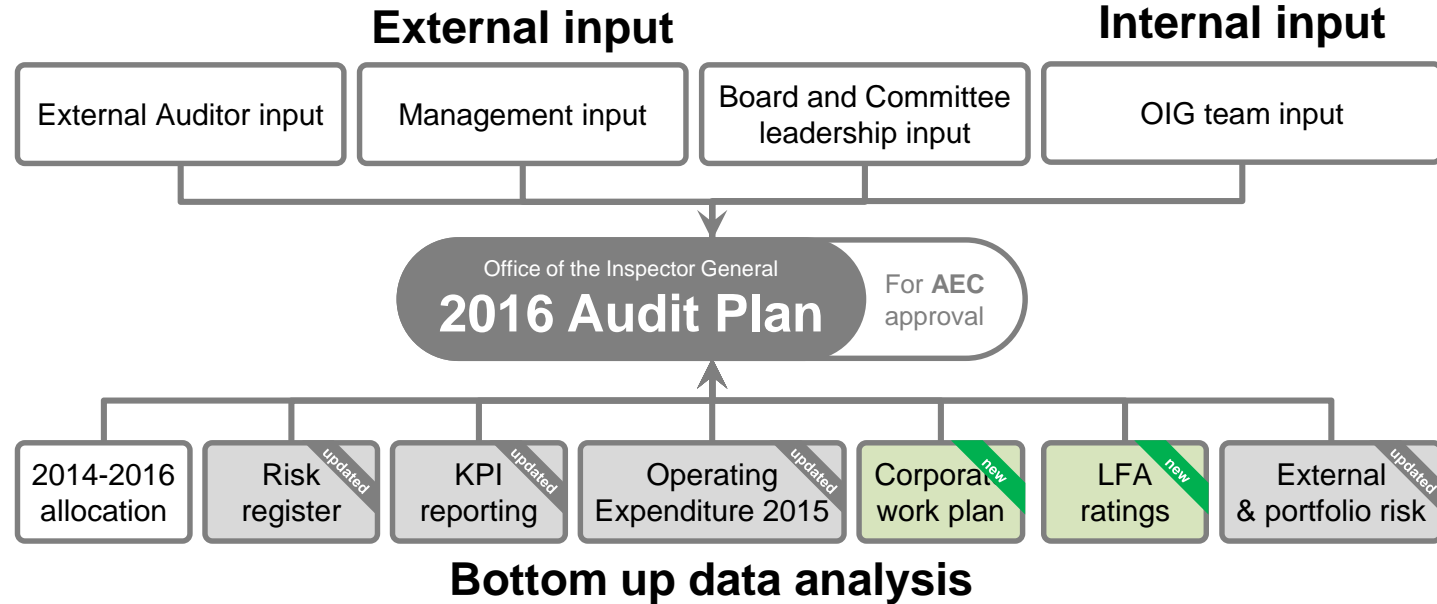 External input
Internal input
External Auditor input
Management input
Board and Committee
leadership input
OIG team input
Office of the Inspector General
2016 Audit Plan
For AEC
approval
2014-2016
allocation
Risk
register
updated
KPI
reporting
updated
Operating
Expenditure 2015
updated
Corporat
work plan
new
LFA
ratings
new
External
& portfolio risk
updated
Bottom up data analysis